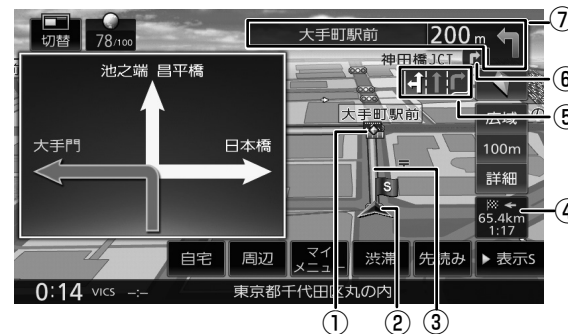 切替
78/100
大手町駅前 200m
⑦
神田橋JCT
⑥
池之端 昌平橋
大手町駅前
⑤
広域
大手門
日本橋
100m
詳細
S
65.4km
1:17
④
自宅
周辺
マイ
メニュー
渋滞
先読み
▶表示S
0:14 VICS -:--
東京都千代田区丸の内
① ② ③